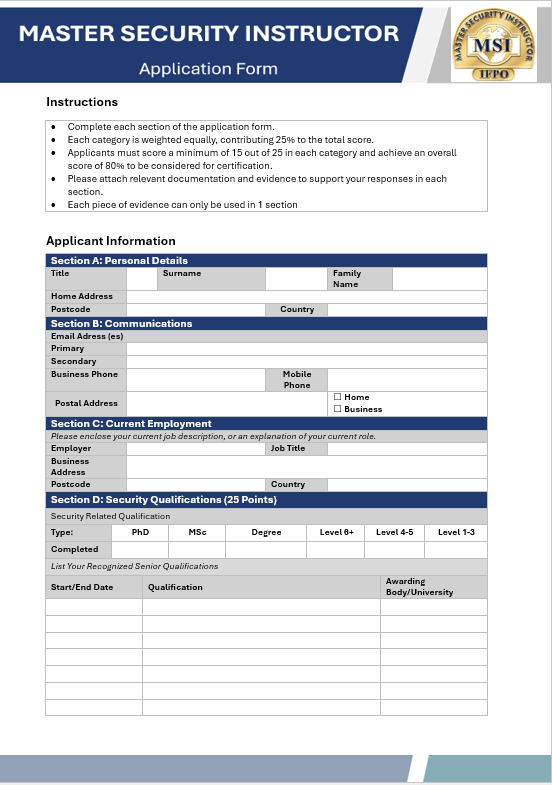 MASTER SECURITY INSTRUCTOR
Application Form
MASTER SECURITY INSTRUCTOR
MSI
IFPO
Instructions
• Complete each section of the application form.
• Each category is weighted equally, contributing 25% to the total score.
• Applicants must score a minimum of 15 out of 25 in each category and achieve an overall
score of 80% to be considered for certification.
• Please attach relevant documentation and evidence to support your responses in each
section.
• Each piece of evidence can only be used in 1 section
Applicant Information
Section A: Personal Details
Title Surname Family
Name
Home Address
Postcode Country
Section B: Communications
Email Adress (es)
Primary
Secondary
Business Phone Mobile
Phone
Postal Address ☐ Home
☐ Business
Section C: Current Employment
Please enclose your current job description, or an explanation of your current role.
Employer Job Title
Business
Address
Postcode Country
Section D: Security Qualifications (25 Points)
Security Related Qualification
Type: PhD MSc Degree Level 6+ Level 4-5 Level 1-3
Completed
List Your Recognized Senior Qualifications
Start/End Date Qualification Awarding
Body/University